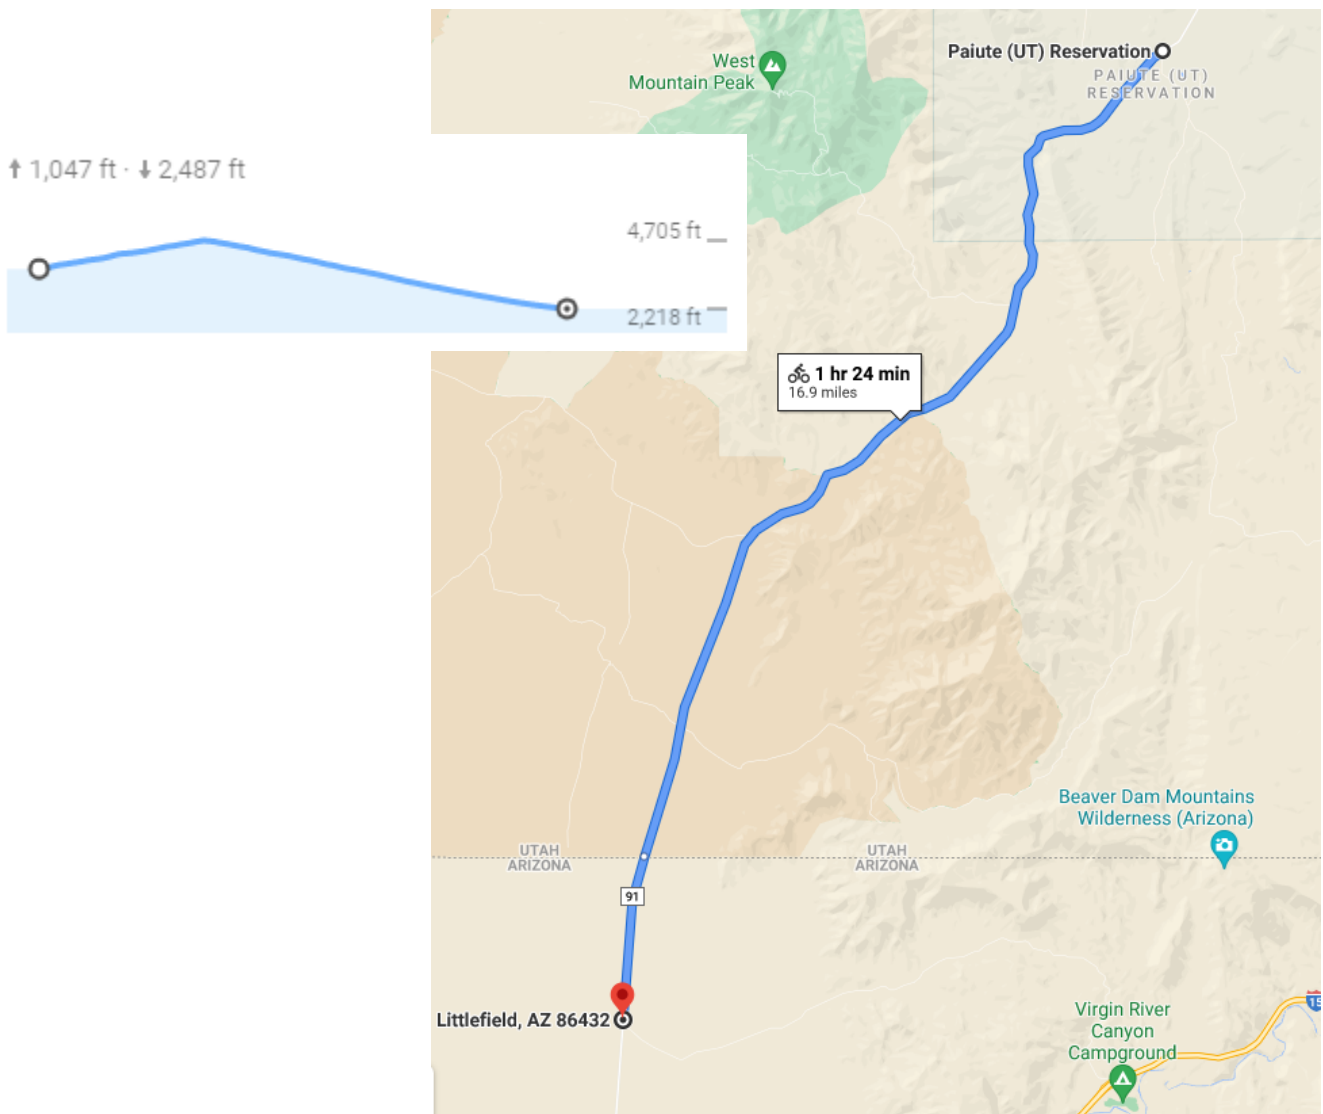 West
Mountain Peak
Paiute (UT) Reservation
PAIUTE (UT)
RESERVATION
↑ 1,047 ft · ↓ 2,487 ft
4,705 ft
2,218 ft
1 hr 24 min
16.9 miles
Beaver Dam Mountains
Wilderness (Arizona)
UTAH
ARIZONA
UTAH
ARIZONA
91
Littlefield, AZ 86432
15
Virgin River
Canyon
Campground